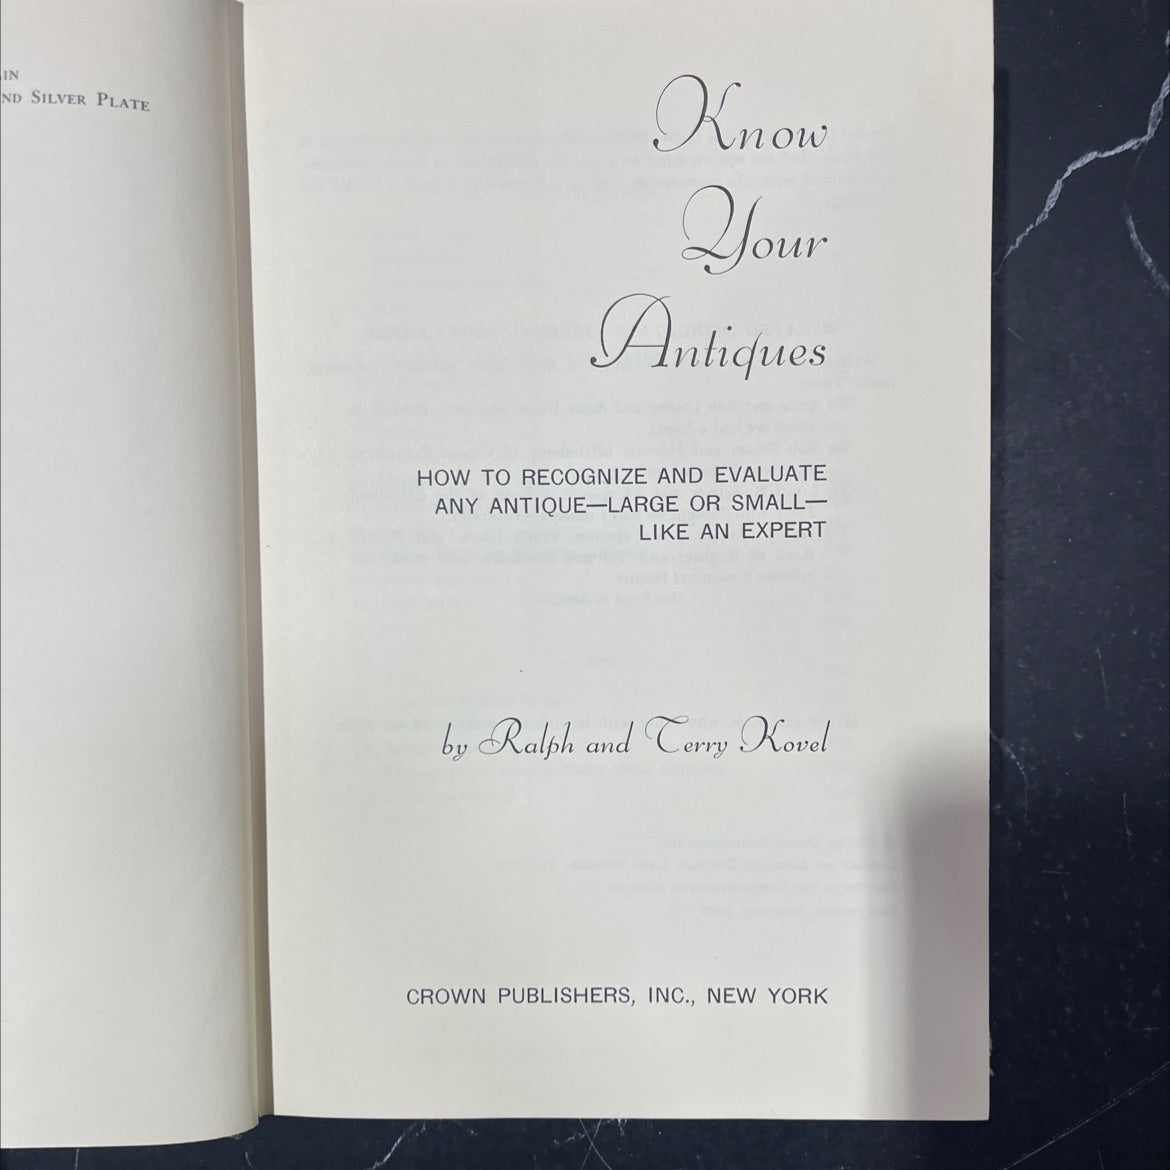 IN
ND SILVER PLATE
Know
Your
Antiques
HOW TO RECOGNIZE AND EVALUATE
ANY ANTIQUE—LARGE OR SMALL—
LIKE AN EXPERT
by Ralph and Terry Kovel
CROWN PUBLISHERS, INC., NEW YORK